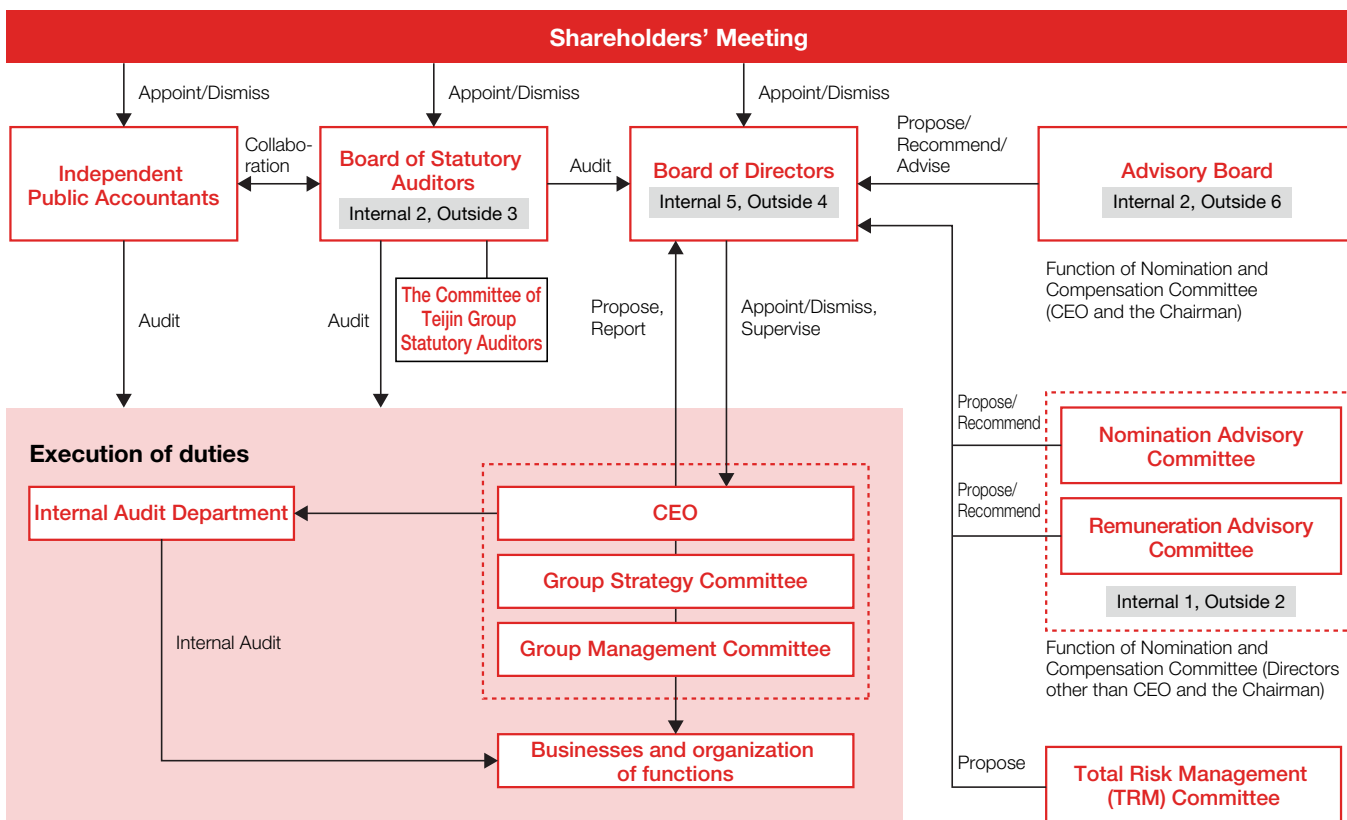 Shareholders' Meeting
Appoint/Dismiss
Appoint/Dismiss
Appoint/Dismiss
Independent
Public Accountants
Collabo-
ration
Board of Statutory
Auditors
Internal 2, Outside 3
Audit
Board of Directors
Internal 5, Outside 4
Propose/
Recommend/
Advise
Advisory Board
Internal 2, Outside 6
Function of Nomination and
Compensation Committee
(CEO and the Chairman)
Audit
Audit
The Committee of
Teijin Group
Statutory Auditors
Propose,
Report
Appoint/Dismiss,
Supervise
Propose/
Recommend
Nomination Advisory
Committee
Propose/
Recommend
Remuneration Advisory
Committee
Internal 1, Outside 2
Function of Nomination and
Compensation Committee (Directors
other than CEO and the Chairman)
Execution of duties
Internal Audit Department
CEO
Group Strategy Committee
Group Management Committee
Internal Audit
Businesses and organization
of functions
Propose
Total Risk Management
(TRM) Committee